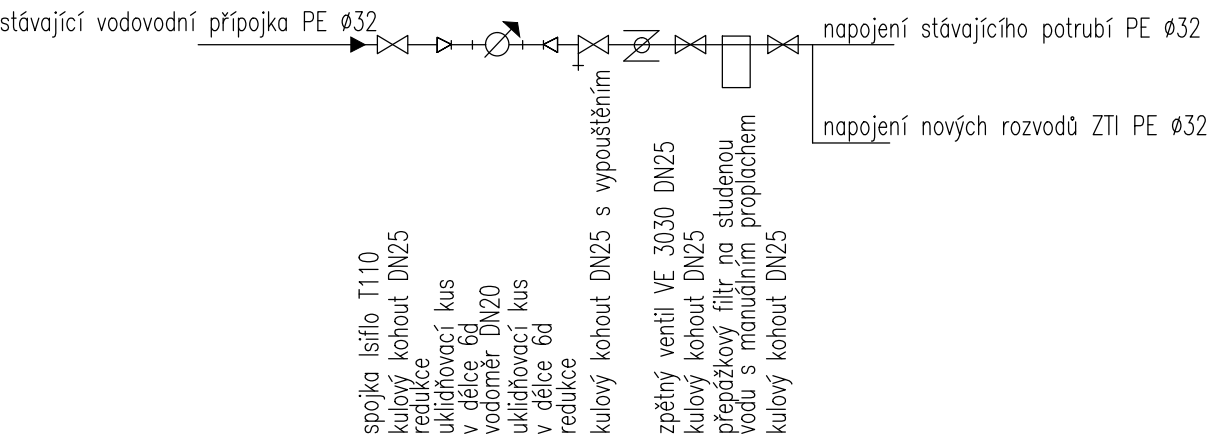 stávající vodovodní přípojka PE ø32
napojení stávajícího potrubí PE ø32
napojení nových rozvodů ZTI PE ø32
spojka Isiflo T110
kulový kohout DN25
redukce
uklidňovací kus
v délce 6d
vodoměr DN20
uklidňovací kus
v délce 6d
redukce
kulový kohout DN25 s vypouštěním
zpětný ventil VE 3030 DN25
kulový kohout DN25
přepážkový filtr na studenou
vodu s manuálním proplachem
kulový kohout DN25